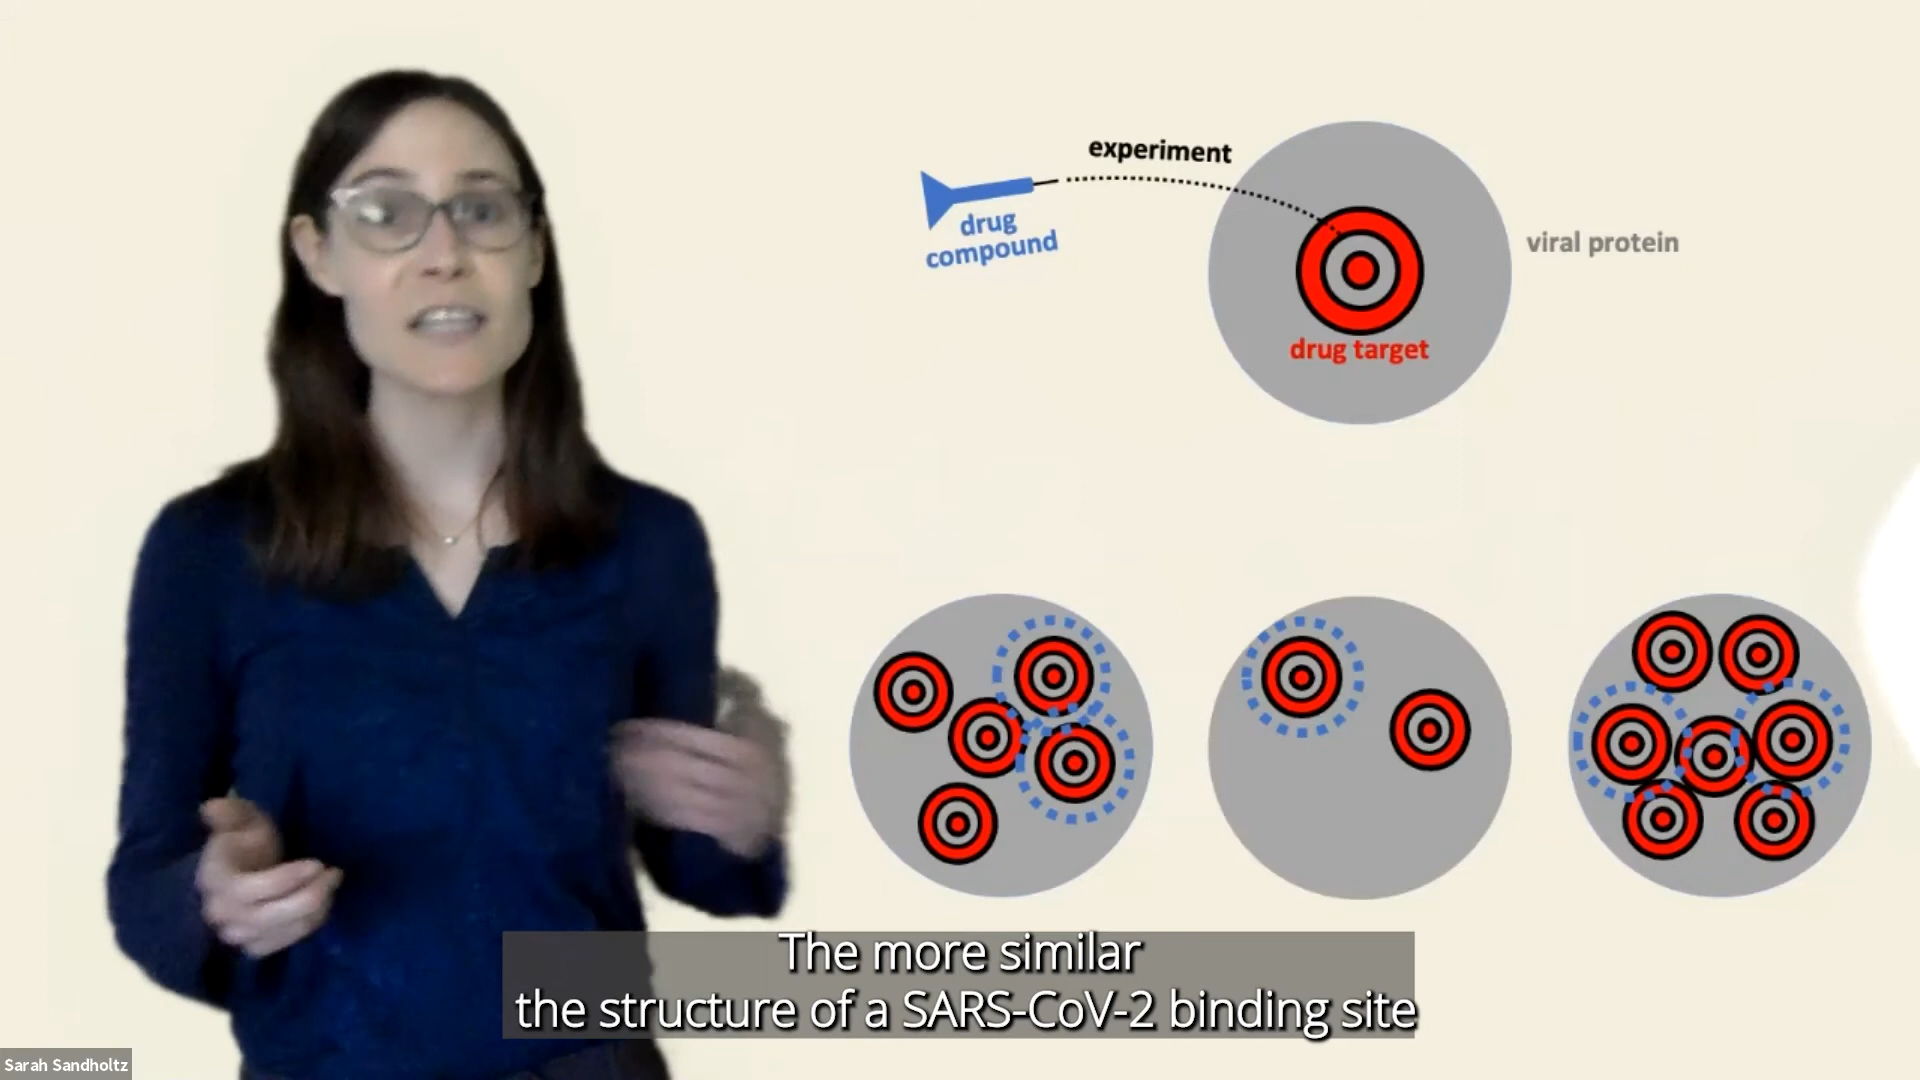 experiment
drug
compound
viral protein
drug target
The more similar
the structure of a SARS-CoV-2 binding site
Sarah Sandholtz